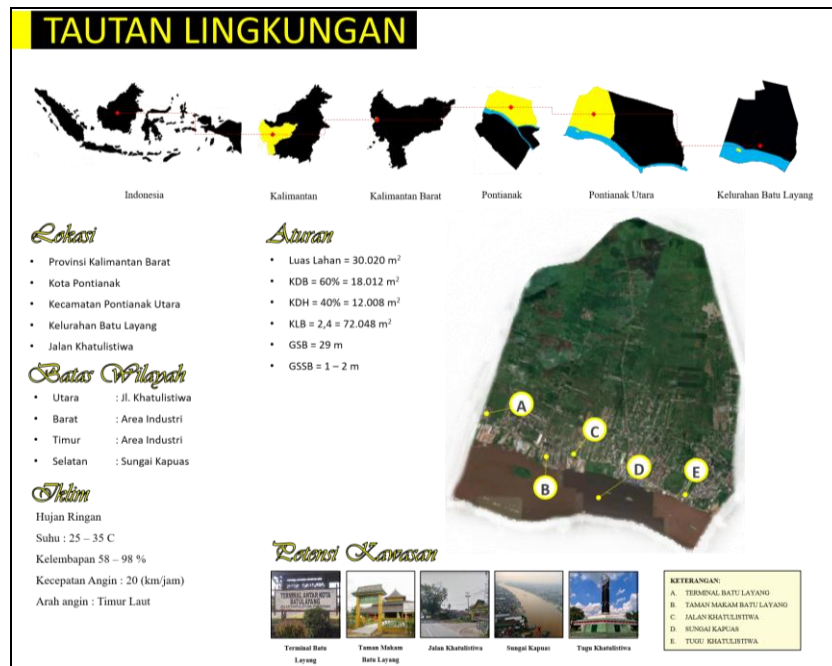 TAUTAN LINGKUNGAN
Indonesia
Kalimantan
Kalimantan Barat
Pontianak
Pontianak Utara
Kelurahan Batu Layang
Lokasi
• Provinsi Kalimantan Barat
• Kota Pontianak
• Kecamatan Pontianak Utara
• Kelurahan Batu Layang
• Jalan Khatulistiwa
Batas Wilayah
• Utara : Jl. Khatulistiwa
• Barat : Area Industri
• Timur : Area Industri
• Selatan : Sungai Kapuas
Iklim
Hujan Ringan
Suhu : 25 – 35 C
Kelembapan 58 – 98 %
Kecepatan Angin : 20 (km/jam)
Arah angin : Timur Laut
Aturan
• Luas Lahan = 30.020 m²
• KDB = 60% = 18.012 m²
• KDH = 40% = 12.008 m²
• KLB = 2,4 = 72.048 m²
• GSB = 29 m
• GSSB = 1 – 2 m
A
C
B
D
E
Potensi Kawasan
TERMINAL ANTAR KOTA
BATULAYANG
Terminal Batu
Layang
Taman Makam
Batu Layang
Jalan Khatulistiwa
Sungai Kapuas
Tugu Khatulistiwa
KETERANGAN:
A. TERMINAL BATU LAYANG
B. TAMAN MAKAM BATU LAYANG
C. JALAN KHATULISTIWA
D. SUNGAI KAPUAS
E. TUGU KHATULISTIWA